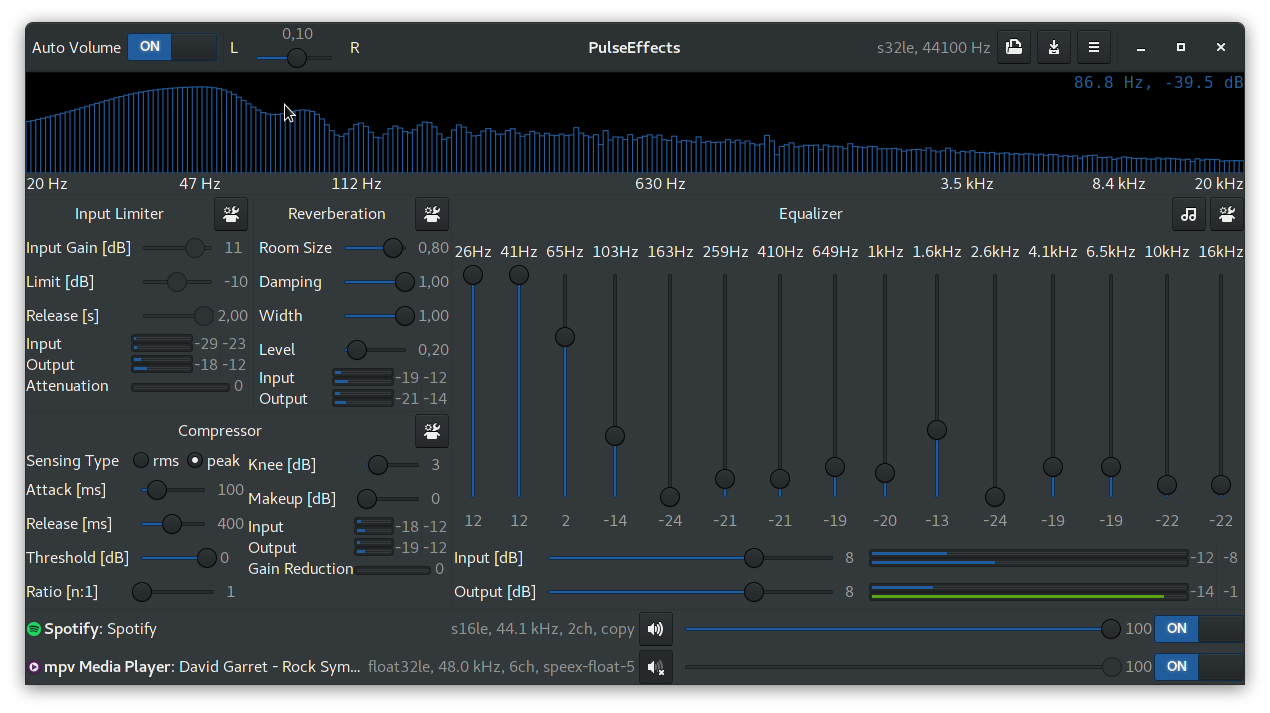 Auto Volume ON L 0,10 R PulseEffects s32le, 44100 Hz
86.8 Hz, -39.5 dB
20 Hz 47 Hz 112 Hz 630 Hz 3.5 kHz 8.4 kHz 20 kHz
Input Limiter
Input Gain [dB] 11
Limit [dB] -10
Release [s] 2,00
Input -29 -23
Output -18 -12
Attenuation 0
Reverberation
Room Size 0,80
Damping 1,00
Width 1,00
Level 0,20
Input -19 -12
Output -21 -14
Compressor
Sensing Type rms peak
Attack [ms] 100
Release [ms] 400
Threshold [dB] 0
Ratio [n:1] 1
Knee [dB] 3
Makeup [dB] 0
Input -18 -12
Output -19 -12
Gain Reduction 0
Equalizer
26Hz 41Hz 65Hz 103Hz 163Hz 259Hz 410Hz 649Hz 1kHz 1.6kHz 2.6kHz 4.1kHz 6.5kHz 10kHz 16kHz
12 12 2 -14 -24 -21 -21 -19 -20 -13 -24 -19 -19 -22 -22
Input [dB] 8 -12 -8
Output [dB] 8 -14 -1
Spotify: Spotify s16le, 44.1 kHz, 2ch, copy 100 ON
mpv Media Player: David Garret - Rock Sym... float32le, 48.0 kHz, 6ch, speex-float-5 100 ON